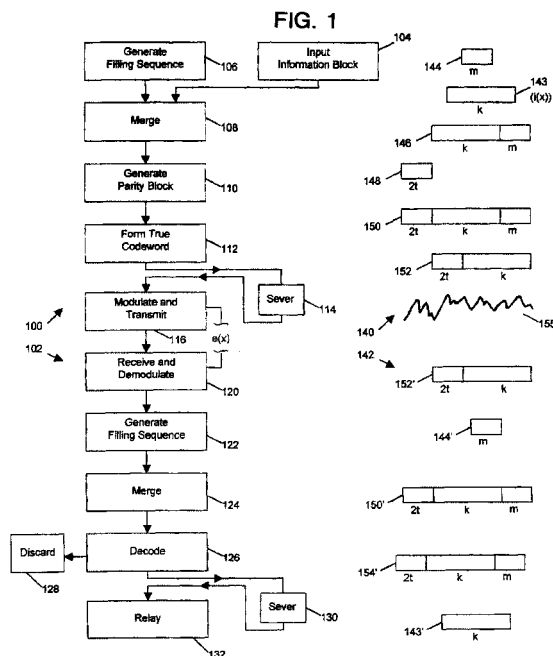 FIG. 1
Generate
Filling Sequence
106
104
Input
Information Block
144
m
143
(i(x))
k
Merge
108
146
k
m
Generate
Parity Block
110
148
2t
Form True
Codeword
112
150
2t
k
m
Sever
114
152
2t
k
100
Modulate and
Transmit
116
e(x)
140
155
102
Receive and
Demodulate
120
142
152'
2t
k
Generate
Filling Sequence
122
144'
m
Merge
124
150'
2t
k
m
Discard
128
Decode
126
154'
2t
k
m
Sever
130
Relay
132
143'
k